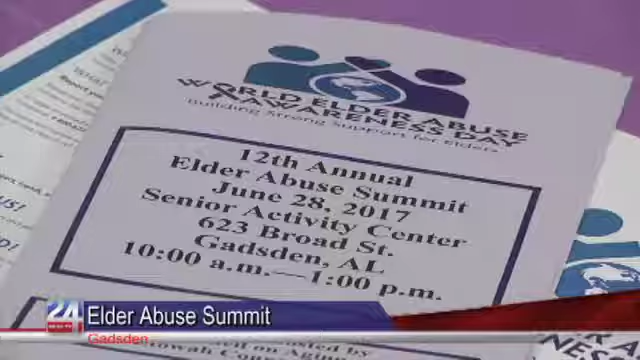 WORLD ELDER ABUSE
AWARENESS DAY
Building Strong Support for Elders
12th Annual
Elder Abuse Summit
June 28, 2017
Senior Activity Center
623 Broad St.
Gadsden, AL
10:00 a.m.—1:00 p.m.
24
Elder Abuse Summit
Gadsden